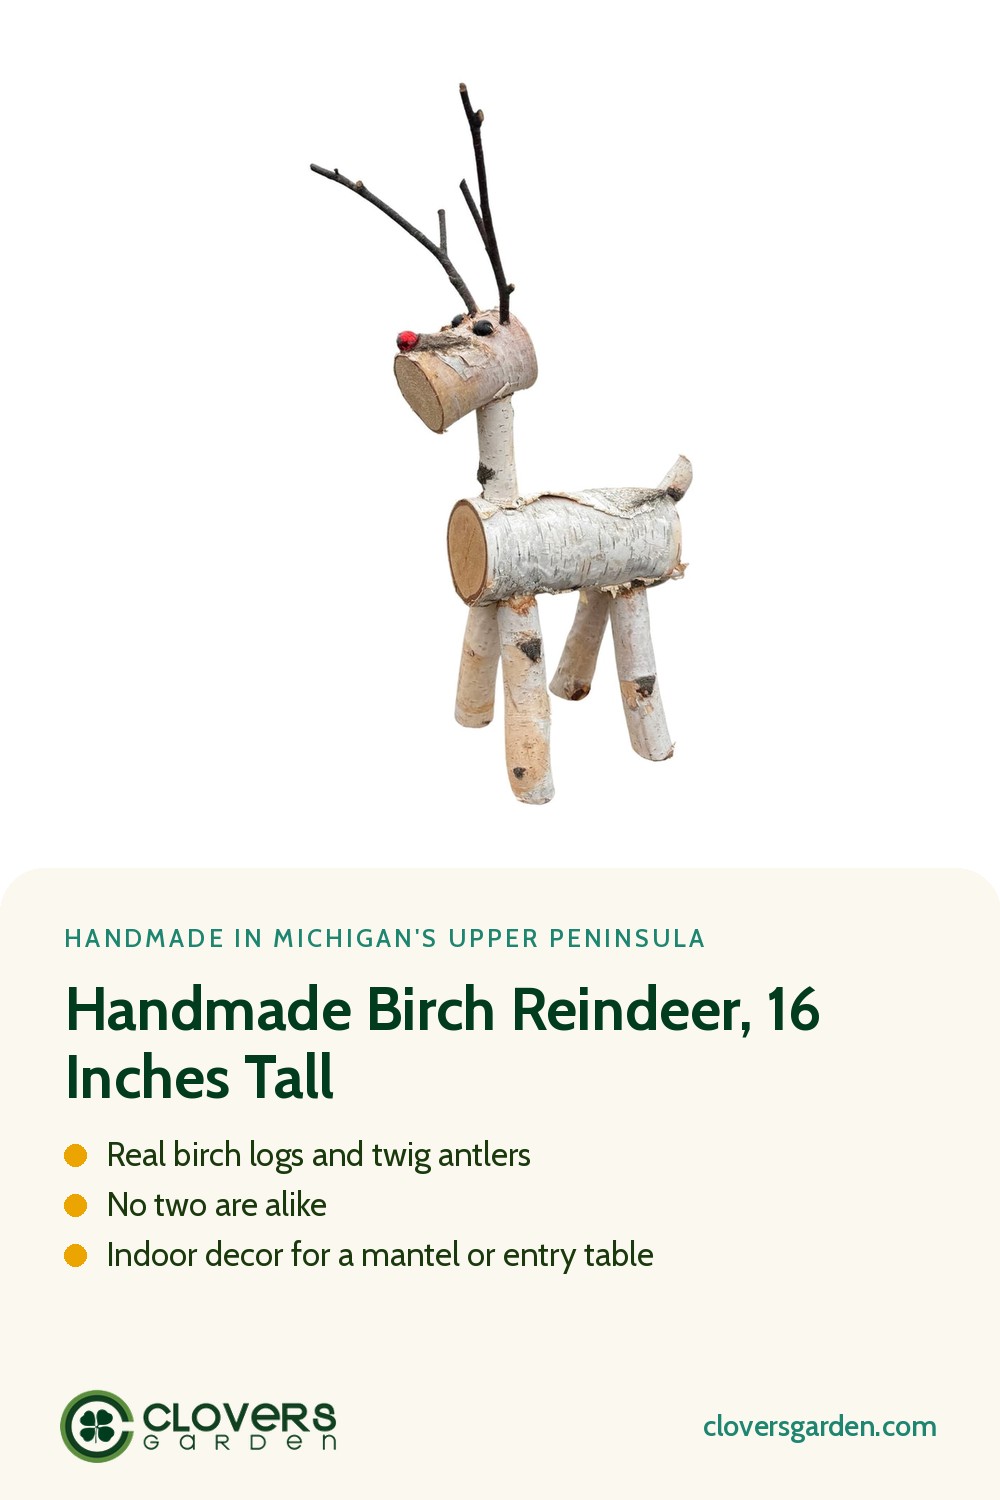 HANDMADE IN MICHIGAN'S UPPER PENINSULA
Handmade Birch Reindeer, 16
Inches Tall
Real birch logs and twig antlers
No two are alike
Indoor decor for a mantel or entry table
CLOVERS
GARDEN
cloversgarden.com